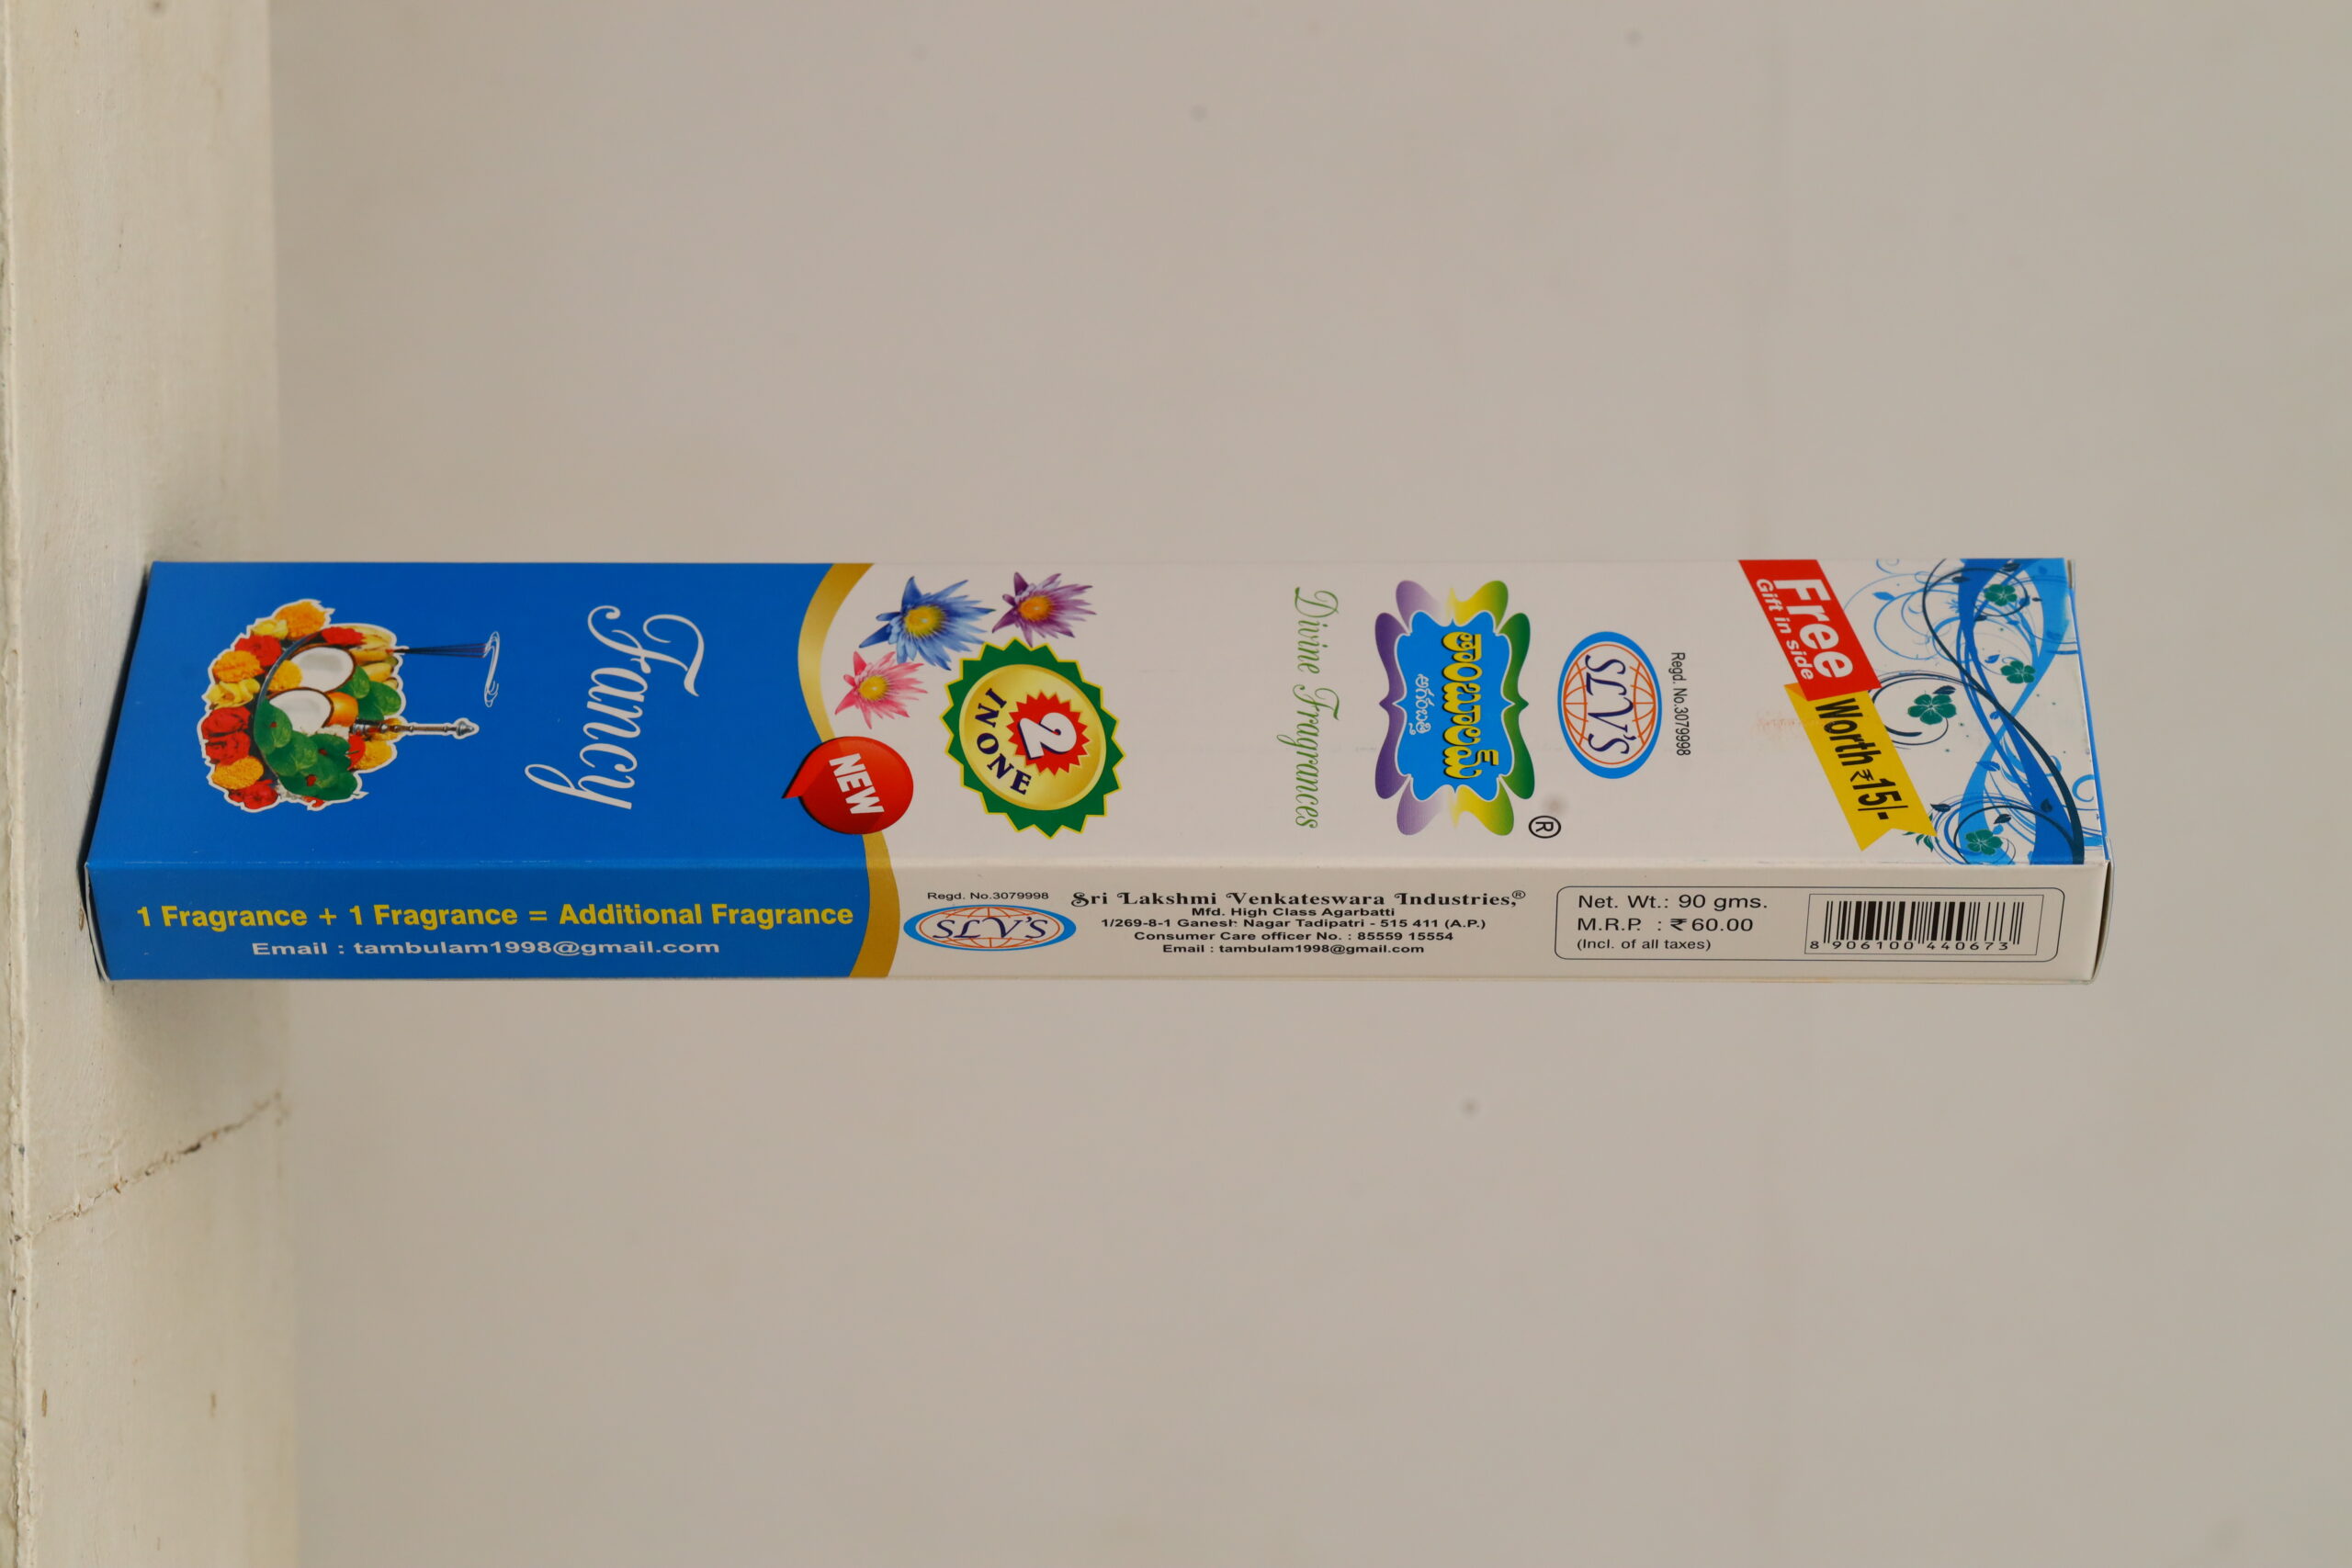 Free
Gift in side
Worth ₹ 15/-
Regd. No.3079998
SLV'S
®
తాంబూలమ్
అగరుబత్తి
Divine Fragrances
2
IN ONE
NEW
Fancy
1 Fragrance + 1 Fragrance = Additional Fragrance
Email : tambulam1998@gmail.com
Regd. No.3079998
SLV'S
Sri Lakshmi Venkateswara Industries,®
Mfd. High Class Agarbatti
1/269-8-1 Ganesh Nagar Tadipatri - 515 411 (A.P.)
Consumer Care officer No. : 85559 15554
Email : tambulam1998@gmail.com
Net. Wt.: 90 gms.
M.R.P. : ₹ 60.00
(Incl. of all taxes)
8 906100 440673